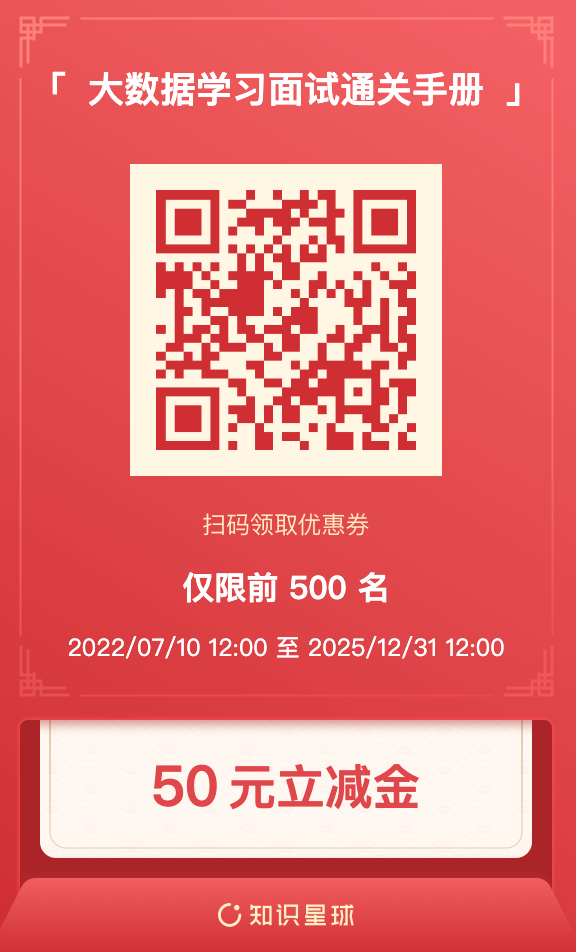 「 大数据学习面试通关手册 」
扫码领取优惠券
仅限前 500 名
2022/07/10 12:00 至 2025/12/31 12:00
50 元立减金
知识星球